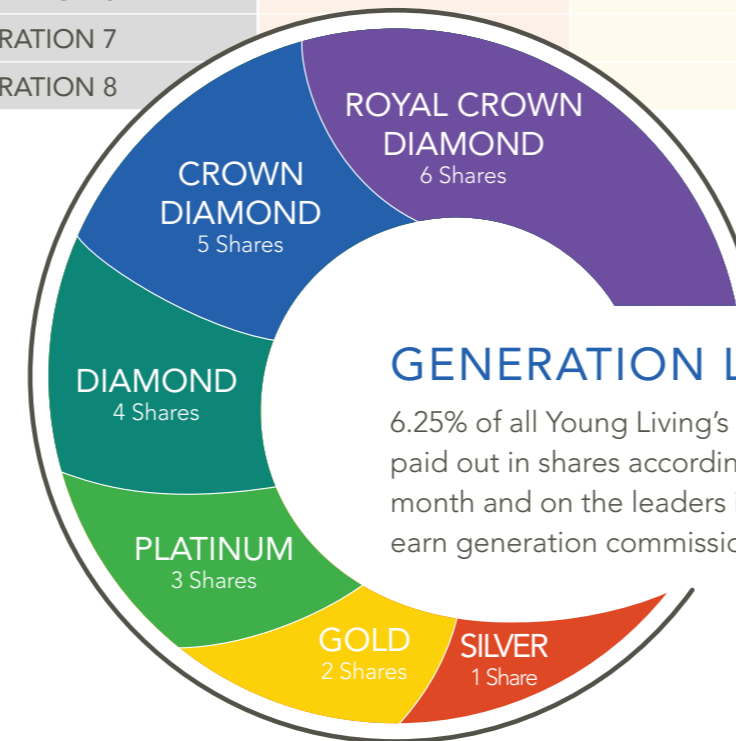 RATION 7
RATION 8
ROYAL CROWN
DIAMOND
6 Shares
CROWN
DIAMOND
5 Shares
DIAMOND
4 Shares
GENERATION L
6.25% of all Young Living’s
paid out in shares accordin
month and on the leaders i
earn generation commissio
PLATINUM
3 Shares
GOLD
2 Shares
SILVER
1 Share